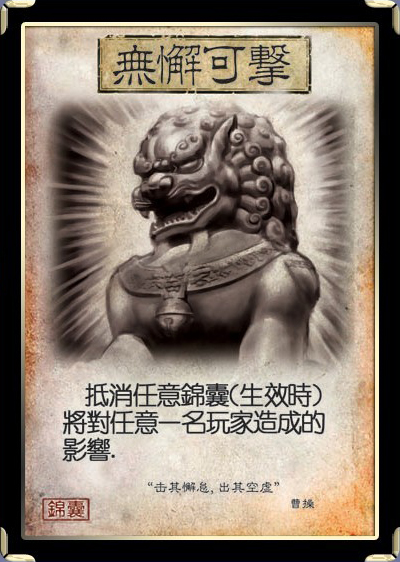 無懈可擊
抵消任意錦囊(生效時)
將對任意一名玩家造成的
影響.
“击其懈怠, 出其空虚”
曹操
錦囊